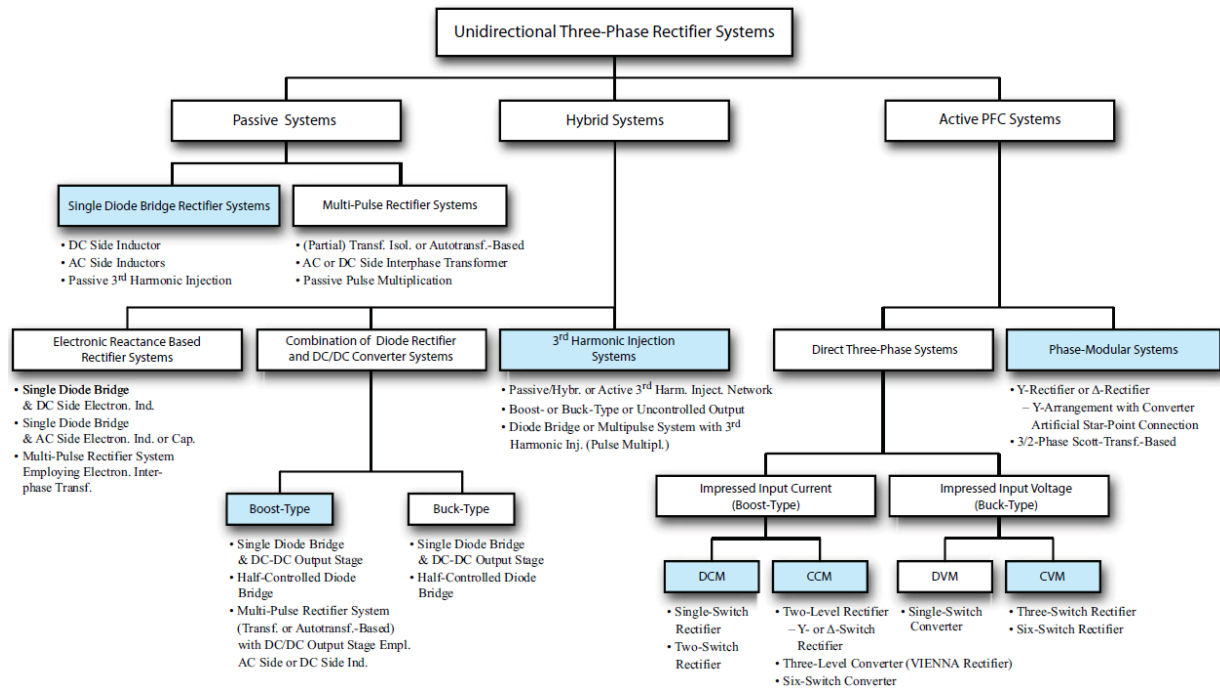 Unidirectional Three-Phase Rectifier Systems
Passive Systems
Hybrid Systems
Active PFC Systems
Single Diode Bridge Rectifier Systems
Multi-Pulse Rectifier Systems
• DC Side Inductor
• AC Side Inductors
• Passive 3rd Harmonic Injection
• (Partial) Transf. Isol. or Autotransf.-Based
• AC or DC Side Interphase Transformer
• Passive Pulse Multiplication
Electronic Reactance Based
Rectifier Systems
Combination of Diode Rectifier
and DC/DC Converter Systems
3rd Harmonic Injection
Systems
Direct Three-Phase Systems
Phase-Modular Systems
• Single Diode Bridge
& DC Side Electron. Ind.
• Single Diode Bridge
& AC Side Electron. Ind. or Cap.
• Multi-Pulse Rectifier System
Employing Electron. Inter-
phase Transf.
• Passive/Hybr. or Active 3rd Harm. Inject. Network
• Boost- or Buck-Type or Uncontrolled Output
• Diode Bridge or Multipulse System with 3rd
Harmonic Inj. (Pulse Multipl.)
• Y-Rectifier or Δ-Rectifier
– Y-Arrangement with Converter
Artificial Star-Point Connection
• 3/2-Phase Scott-Transf.-Based
Boost-Type
Buck-Type
• Single Diode Bridge
& DC-DC Output Stage
• Half-Controlled Diode
Bridge
• Multi-Pulse Rectifier System
(Transf. or Autotransf.-Based)
with DC/DC Output Stage Empl.
AC Side or DC Side Ind.
• Single Diode Bridge
& DC-DC Output Stage
• Half-Controlled Diode
Bridge
Impressed Input Current
(Boost-Type)
Impressed Input Voltage
(Buck-Type)
DCM
CCM
DVM
CVM
• Single-Switch
Rectifier
• Two-Switch
Rectifier
• Two-Level Rectifier
– Y- or Δ-Switch
Rectifier
• Three-Level Converter (VIENNA Rectifier)
• Six-Switch Converter
• Single-Switch
Converter
• Three-Switch Rectifier
• Six-Switch Rectifier